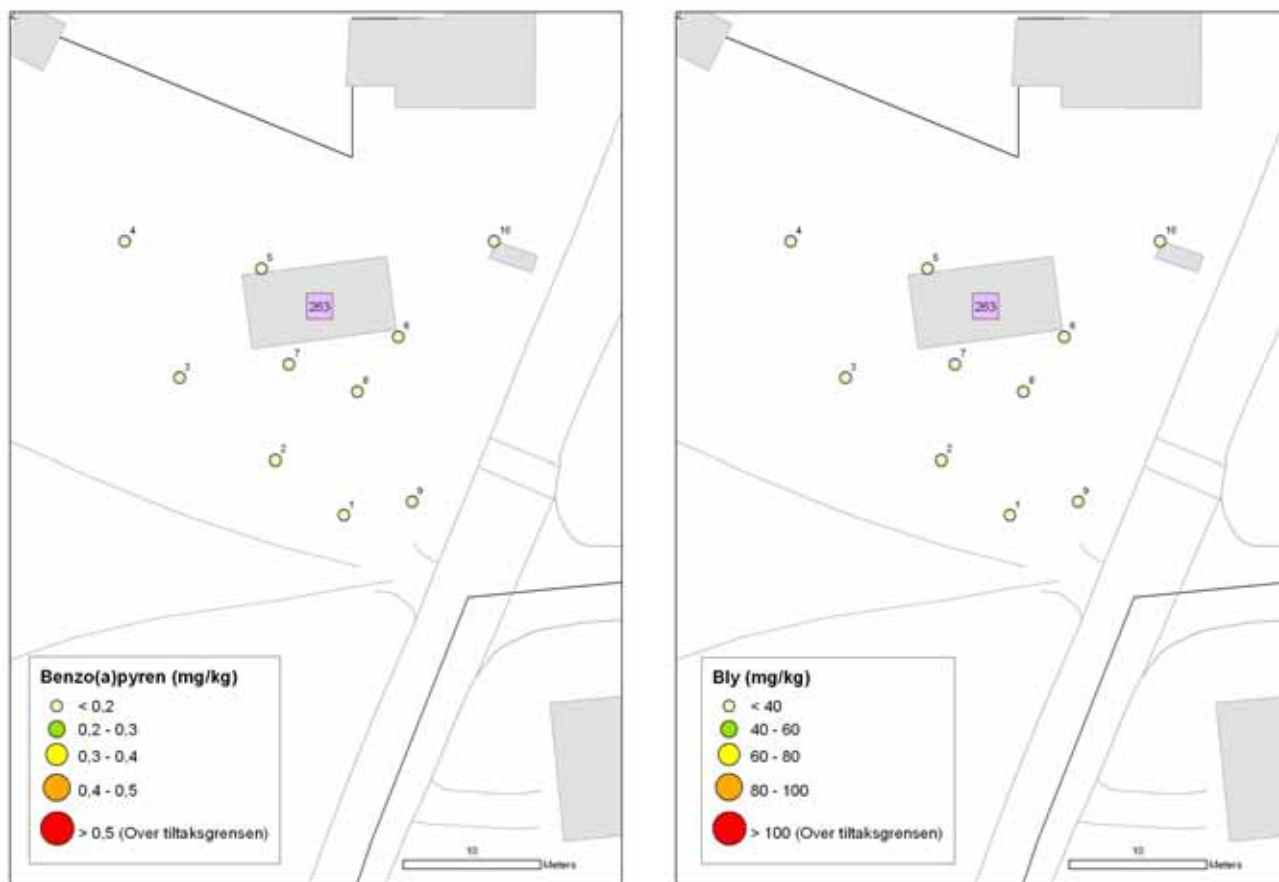 4
10
5
263
6
7
3
8
2
9
1
Benzo(a)pyren (mg/kg)
< 0,2
0,2 - 0,3
0,3 - 0,4
0,4 - 0,5
> 0,5 (Over tiltaksgrensen)
10
Meters
4
10
5
263
6
7
3
8
2
9
1
Bly (mg/kg)
< 40
40 - 60
60 - 80
80 - 100
> 100 (Over tiltaksgrensen)
10
Meters